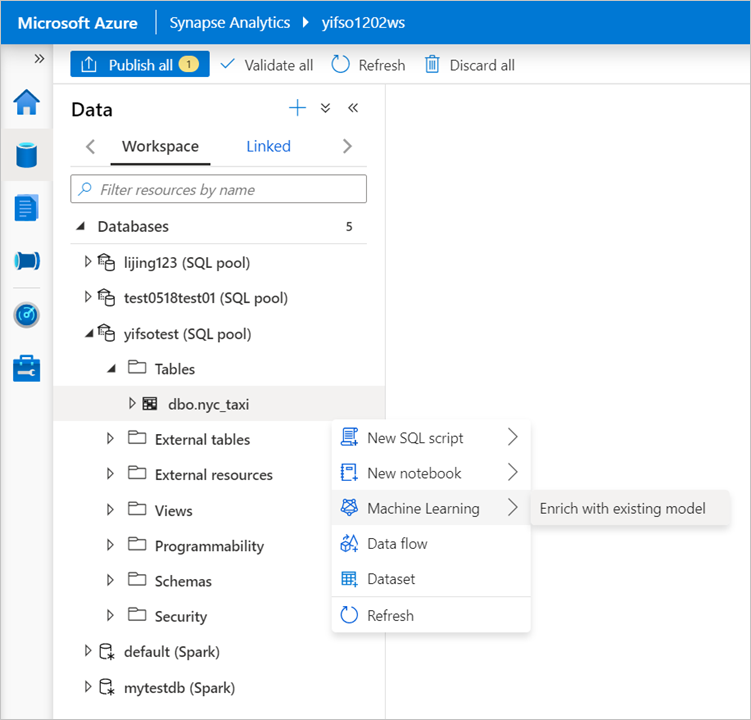 Microsoft Azure Synapse Analytics yifso1202ws
Publish all 1 Validate all Refresh Discard all
Data
Workspace Linked
Filter resources by name
Databases 5
lijing123 (SQL pool)
test0518test01 (SQL pool)
yifsotest (SQL pool)
Tables
dbo.nyc_taxi
External tables
External resources
Views
Programmability
Schemas
Security
default (Spark)
mytestdb (Spark)
New SQL script
New notebook
Machine Learning Enrich with existing model
Data flow
Dataset
Refresh